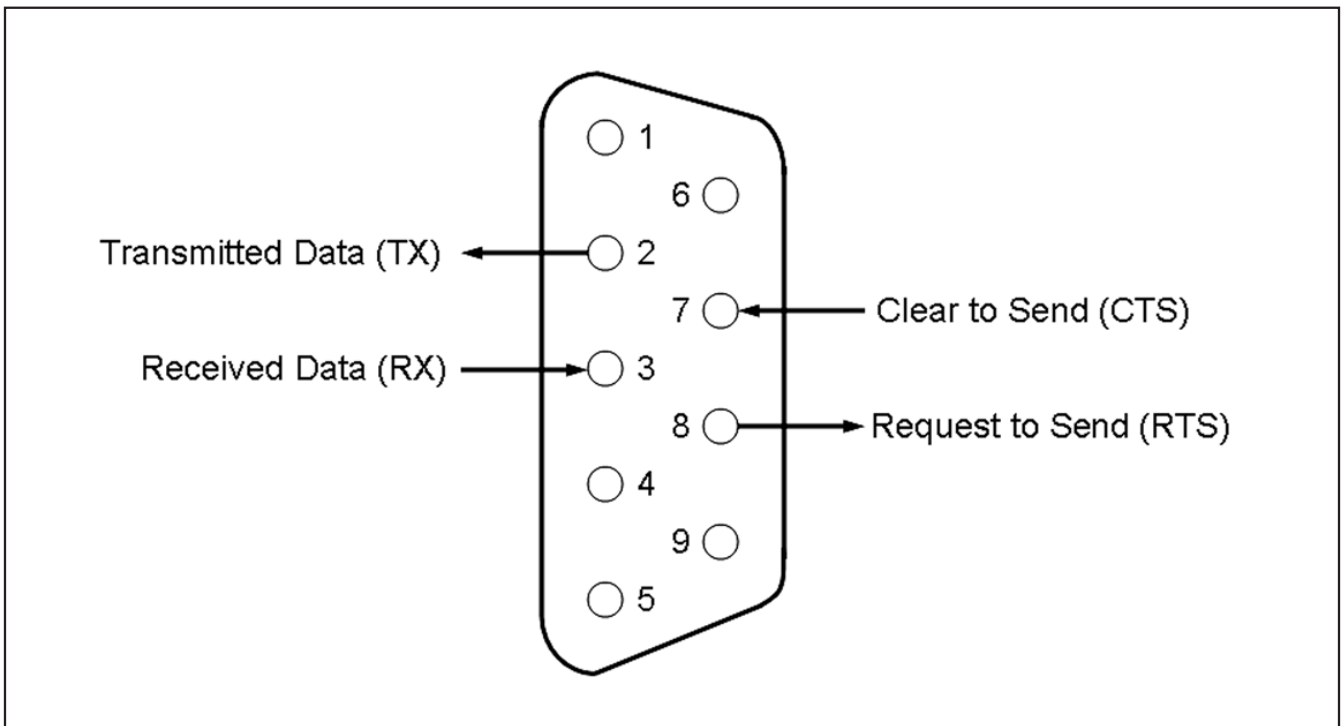 1
6
Transmitted Data (TX)
2
7
Clear to Send (CTS)
Received Data (RX)
3
8
Request to Send (RTS)
4
9
5